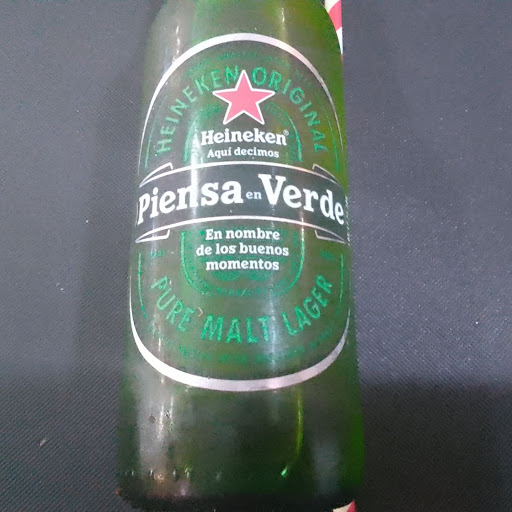 HEINEKEN ORIGINAL
Heineken®
Aquí decimos
Piensa en Verde
En nombre
de los buenos
momentos
PURE MALT LAGER